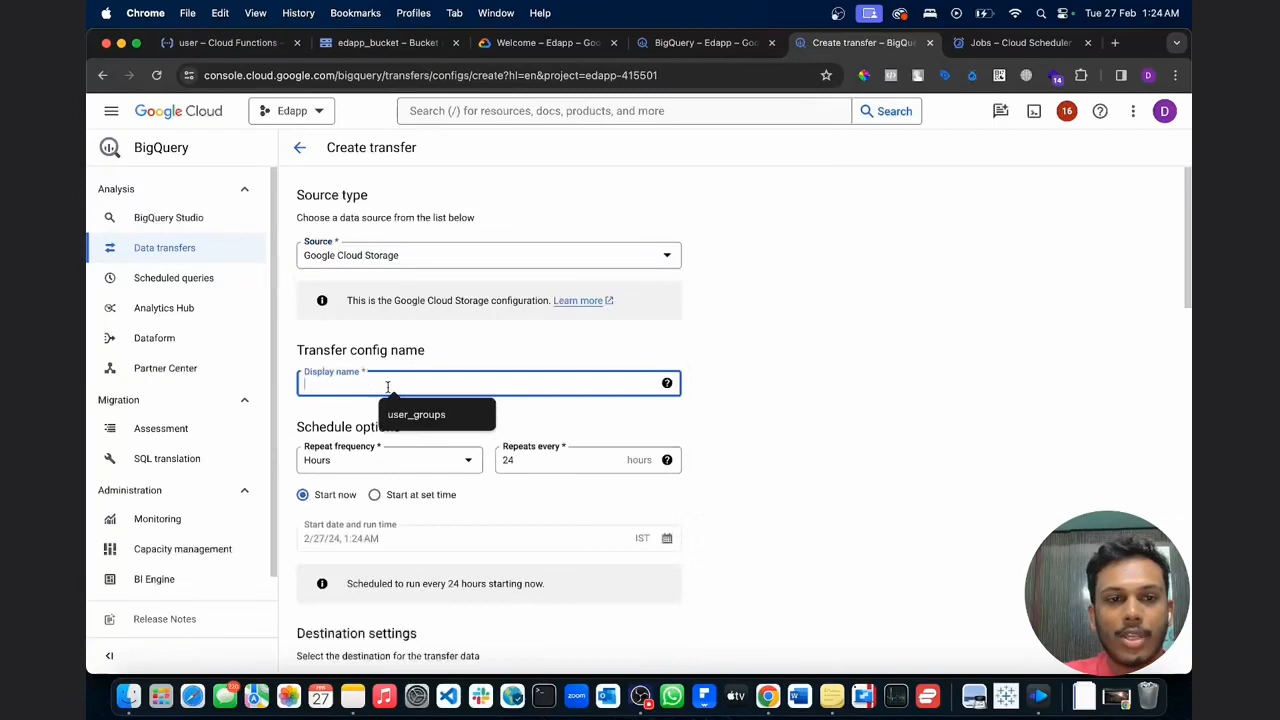 Chrome File Edit View History Bookmarks Profiles Tab Window Help Tue 27 Feb 1:24 AM
user – Cloud Functions – edapp_bucket – Bucket Welcome – Edapp – Goo BigQuery – Edapp – Goo Create transfer – BigQu Jobs – Cloud Scheduler
console.cloud.google.com/bigquery/transfers/configs/create?hl=en&project=edapp-415501 14 D
Google Cloud Edapp Search (/) for resources, docs, products, and more Search 16 D
BigQuery
Create transfer
Analysis
BigQuery Studio
Data transfers
Scheduled queries
Analytics Hub
Dataform
Partner Center
Migration
Assessment
SQL translation
Administration
Monitoring
Capacity management
BI Engine
Release Notes
Source type
Choose a data source from the list below
Source *
Google Cloud Storage
This is the Google Cloud Storage configuration. Learn more
Transfer config name
Display name *
user_groups
Schedule opti
Repeat frequency * Repeats every *
Hours 24 hours
Start now Start at set time
Start date and run time
2/27/24, 1:24 AM IST
Scheduled to run every 24 hours starting now.
Destination settings
Select the destination for the transfer data
27 zoom tv